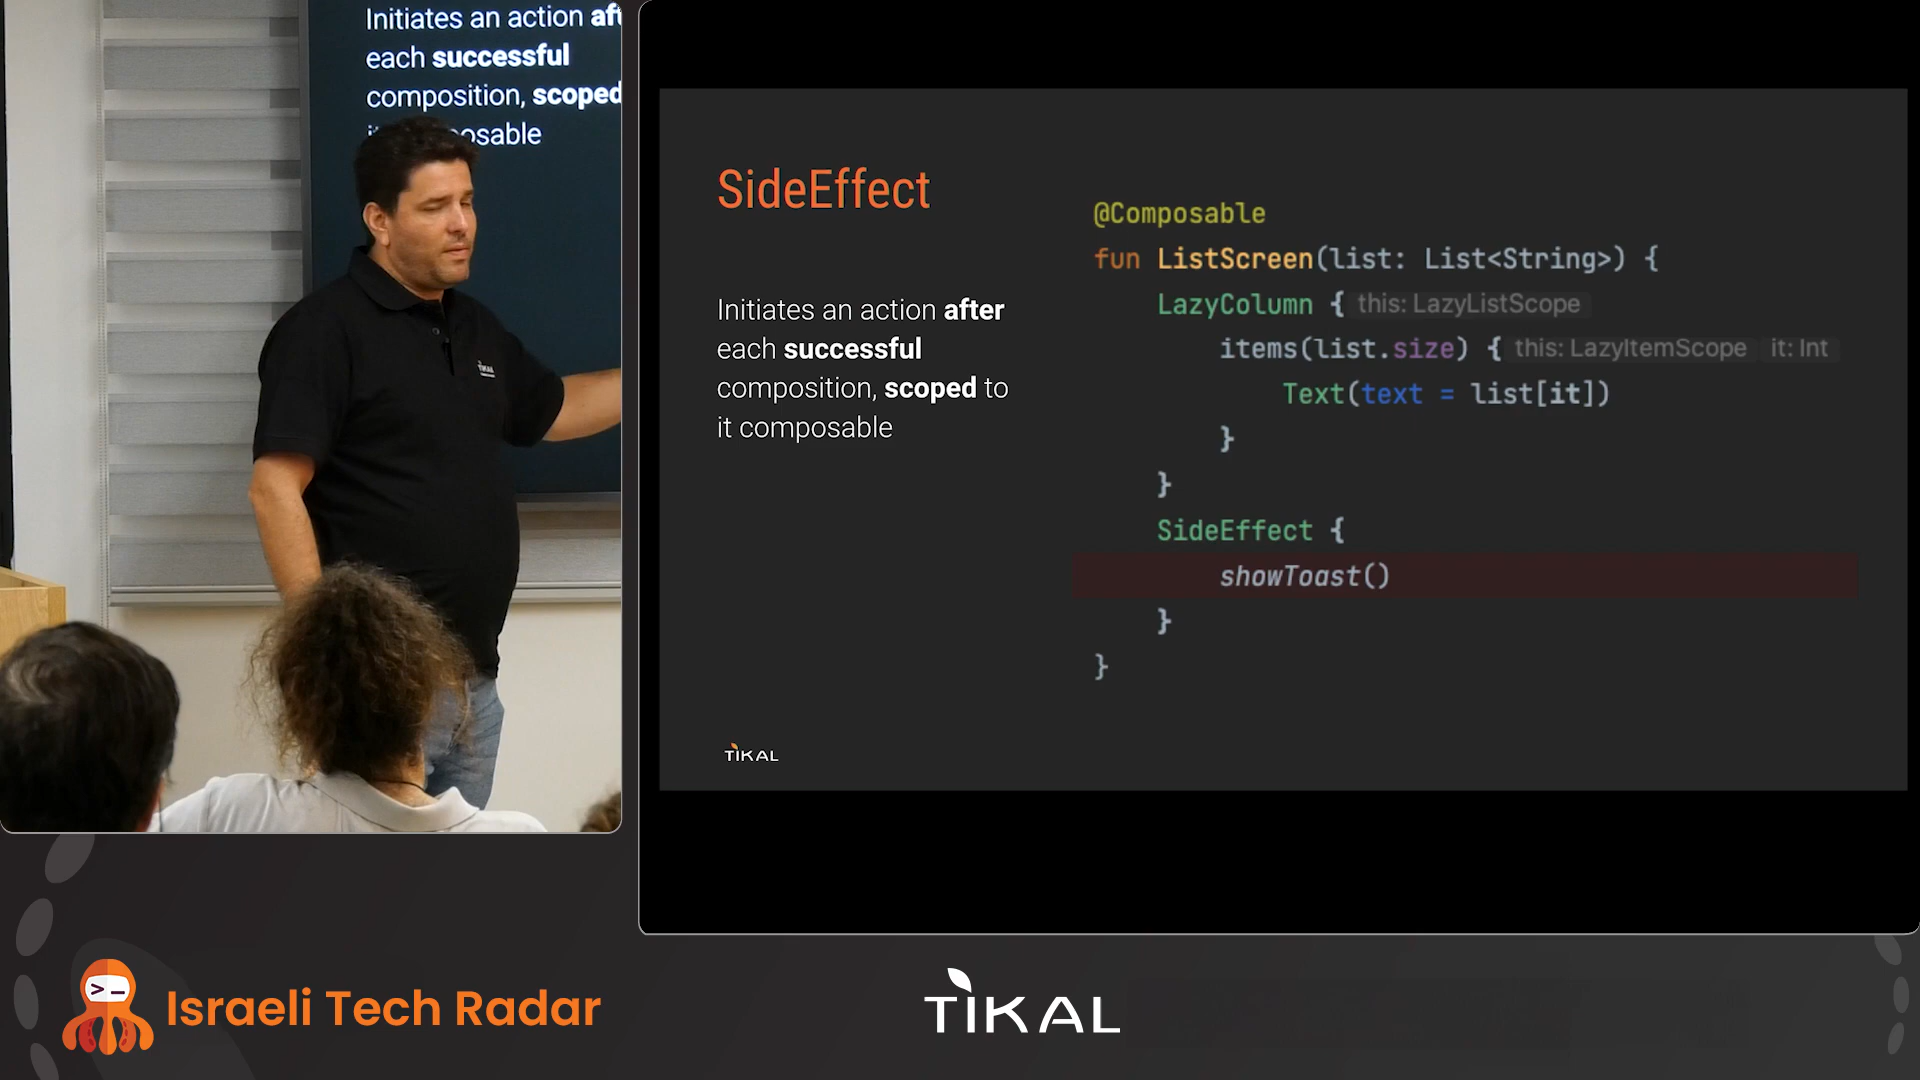 Initiates an action aft
each successful
composition, scoped
osable
TIKAL
SideEffect
Initiates an action after
each successful
composition, scoped to
it composable
@Composable
fun ListScreen(list: List<String>) {
LazyColumn { this: LazyListScope
items(list.size) { this: LazyItemScope it: Int
Text(text = list[it])
}
}
SideEffect {
showToast()
}
}
TIKAL
>_
Israeli Tech Radar
TIKAL